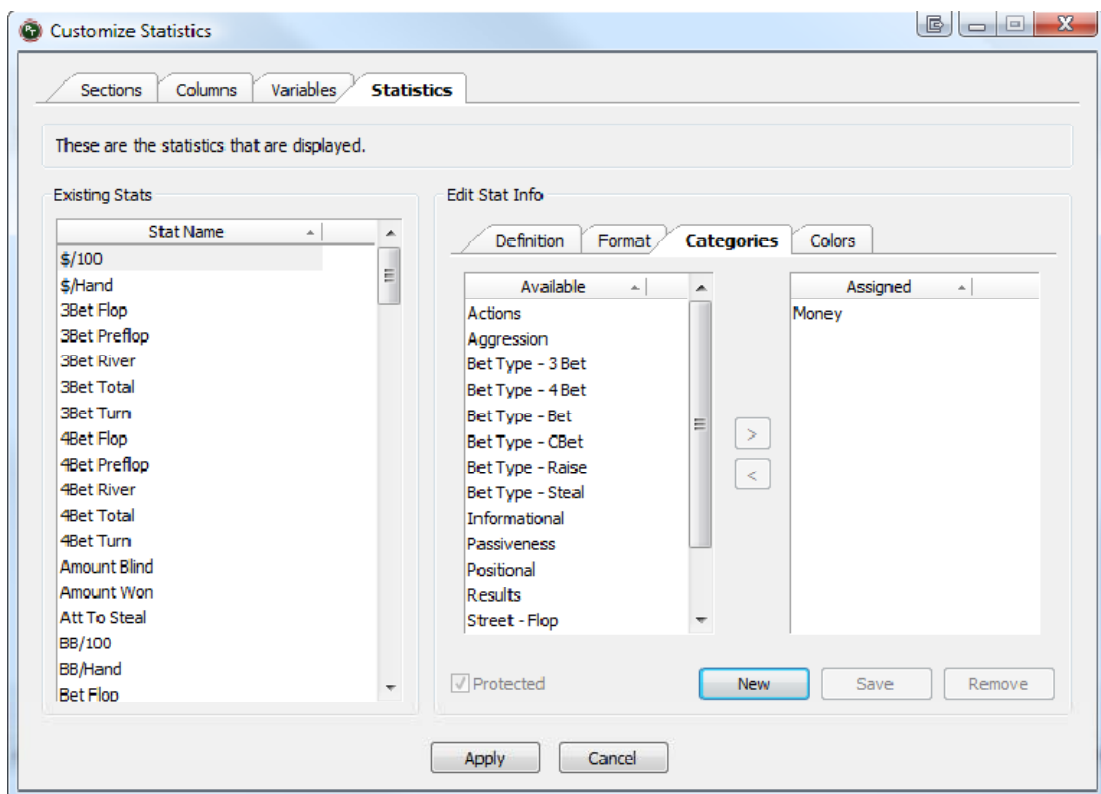 Customize Statistics
Sections Columns Variables Statistics
These are the statistics that are displayed.
Existing Stats
Stat Name
$/100
$/Hand
3Bet Flop
3Bet Preflop
3Bet River
3Bet Total
3Bet Turn
4Bet Flop
4Bet Preflop
4Bet River
4Bet Total
4Bet Turn
Amount Blind
Amount Won
Att To Steal
BB/100
BB/Hand
Bet Flop
Edit Stat Info
Definition Format Categories Colors
Available
Actions
Aggression
Bet Type - 3 Bet
Bet Type - 4 Bet
Bet Type - Bet
Bet Type - CBet
Bet Type - Raise
Bet Type - Steal
Informational
Passiveness
Positional
Results
Street - Flop
>
<
Assigned
Money
Protected
New Save Remove
Apply Cancel